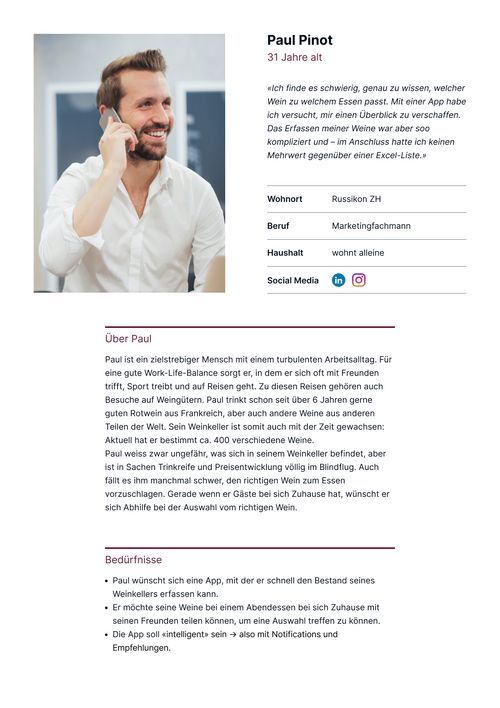 Paul Pinot
31 Jahre alt
«Ich finde es schwierig, genau zu wissen, welcher
Wein zu welchem Essen passt. Mit einer App habe
ich versucht, mir einen Überblick zu verschaffen.
Das Erfassen meiner Weine war aber soo
kompliziert und – im Anschluss hatte ich keinen
Mehrwert gegenüber einer Excel-Liste.»
Wohnort Russikon ZH
Beruf Marketingfachmann
Haushalt wohnt alleine
Social Media in
Über Paul
Paul ist ein zielstrebiger Mensch mit einem turbulenten Arbeitsalltag. Für
eine gute Work-Life-Balance sorgt er, in dem er sich oft mit Freunden
trifft, Sport treibt und auf Reisen geht. Zu diesen Reisen gehören auch
Besuche auf Weingütern. Paul trinkt schon seit über 6 Jahren gerne
guten Rotwein aus Frankreich, aber auch andere Weine aus anderen
Teilen der Welt. Sein Weinkeller ist somit auch mit der Zeit gewachsen:
Aktuell hat er bestimmt ca. 400 verschiedene Weine.
Paul weiss zwar ungefähr, was sich in seinem Weinkeller befindet, aber
ist in Sachen Trinkreife und Preisentwicklung völlig im Blindflug. Auch
fällt es ihm manchmal schwer, den richtigen Wein zum Essen
vorzuschlagen. Gerade wenn er Gäste bei sich Zuhause hat, wünscht er
sich Abhilfe bei der Auswahl vom richtigen Wein.
Bedürfnisse
• Paul wünscht sich eine App, mit der er schnell den Bestand seines
Weinkellers erfassen kann.
• Er möchte seine Weine bei einem Abendessen bei sich Zuhause mit
seinen Freunden teilen können, um eine Auswahl treffen zu können.
• Die App soll «intelligent» sein → also mit Notifications und
Empfehlungen.